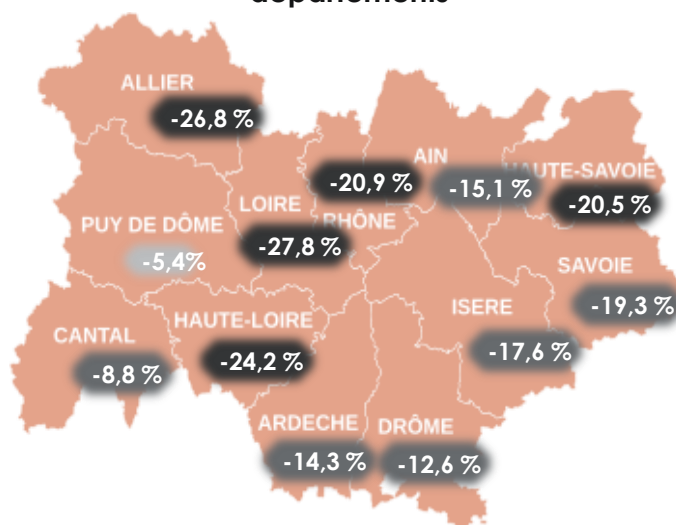 départements
ALLIER
-26,8 %
AIN
-20,9 %
-15,1 %
HAUTE-SAVOIE
-20,5 %
LOIRE
RHÔNE
-27,8 %
PUY DE DÔME
-5,4%
SAVOIE
-19,3 %
ISERE
-17,6 %
HAUTE-LOIRE
-24,2 %
CANTAL
-8,8 %
ARDECHE
-14,3 %
DRÔME
-12,6 %